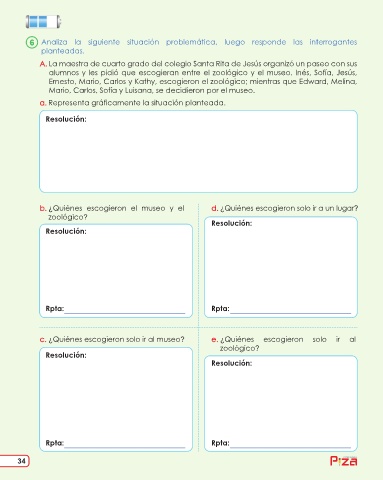 6 Analiza la siguiente situación problemática, luego responde las interrogantes
planteadas.
A. La maestra de cuarto grado del colegio Santa Rita de Jesús organizó un paseo con sus
alumnos y les pidió que escogieran entre el zoológico y el museo. Inés, Sofía, Jesús,
Ernesto, Mario, Carlos y Kathy, escogieron el zoológico; mientras que Edward, Melina,
Mario, Carlos, Sofía y Luisana, se decidieron por el museo.
a. Representa gráficamente la situación planteada.
Resolución:
b. ¿Quiénes escogieron el museo y el
zoológico?
Resolución:
Rpta:
d. ¿Quiénes escogieron solo ir a un lugar?
Resolución:
Rpta:
c. ¿Quiénes escogieron solo ir al museo?
Resolución:
Rpta:
e. ¿Quiénes escogieron solo ir al
zoológico?
Resolución:
Rpta:
34
Piza